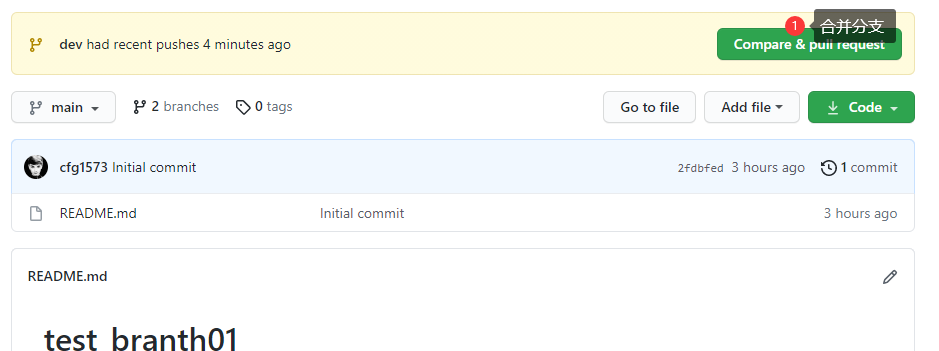 1 合并分支
dev had recent pushes 4 minutes ago Compare & pull request
main 2 branches 0 tags Go to file Add file Code
cfg1573 Initial commit 2fdbfed 3 hours ago 1 commit
README.md Initial commit 3 hours ago
README.md
test_branth01